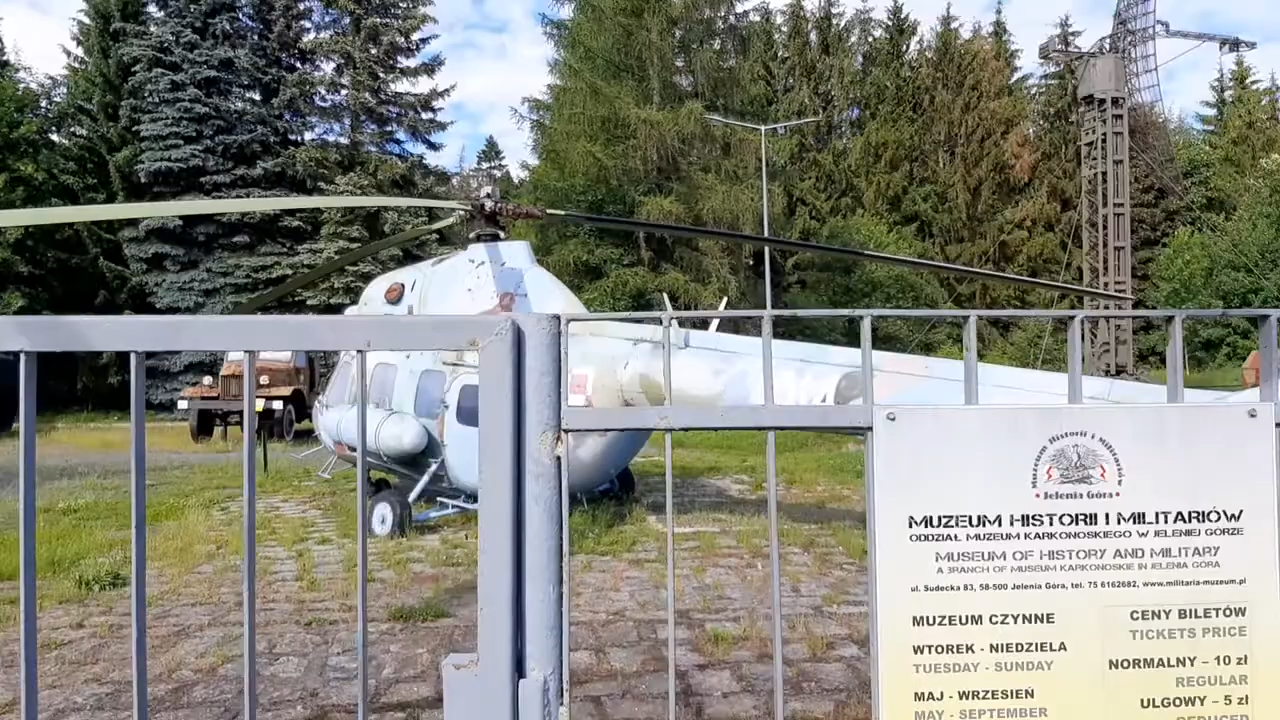 Muzeum Historii i Militariów
• Jelenia Góra •
MUZEUM HISTORII I MILITARIÓW
ODDZIAŁ MUZEUM KARKONOSKIEGO W JELENIEJ GÓRZE
MUSEUM OF HISTORY AND MILITARY
A BRANCH OF MUSEUM KARKONOSKIE IN JELENIA GÓRA
ul. Sudecka 83, 58-500 Jelenia Góra, tel. 75 6162682, www.militaria-muzeum.pl
MUZEUM CZYNNE
WTOREK - NIEDZIELA
TUESDAY - SUNDAY
MAJ - WRZESIEŃ
MAY - SEPTEMBER
CENY BILETÓW
TICKETS PRICE
NORMALNY – 10 zł
REGULAR
ULGOWY – 5 zł
REDUCED